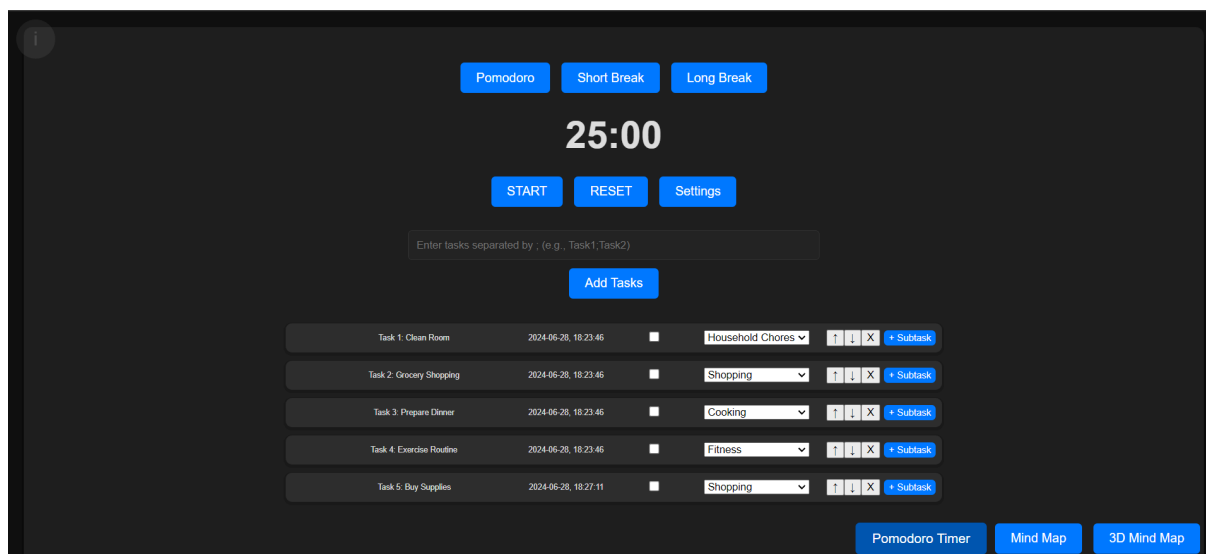 i
Pomodoro Short Break Long Break
25:00
START RESET Settings
Enter tasks separated by ; (e.g., Task1;Task2)
Add Tasks
Task 1: Clean Room 2024-06-28, 18:23:46 Household Chores ↑ ↓ X + Subtask
Task 2: Grocery Shopping 2024-06-28, 18:23:46 Shopping ↑ ↓ X + Subtask
Task 3: Prepare Dinner 2024-06-28, 18:23:46 Cooking ↑ ↓ X + Subtask
Task 4: Exercise Routine 2024-06-28, 18:23:46 Fitness ↑ ↓ X + Subtask
Task 5: Buy Supplies 2024-06-28, 18:27:11 Shopping ↑ ↓ X + Subtask
Pomodoro Timer Mind Map 3D Mind Map